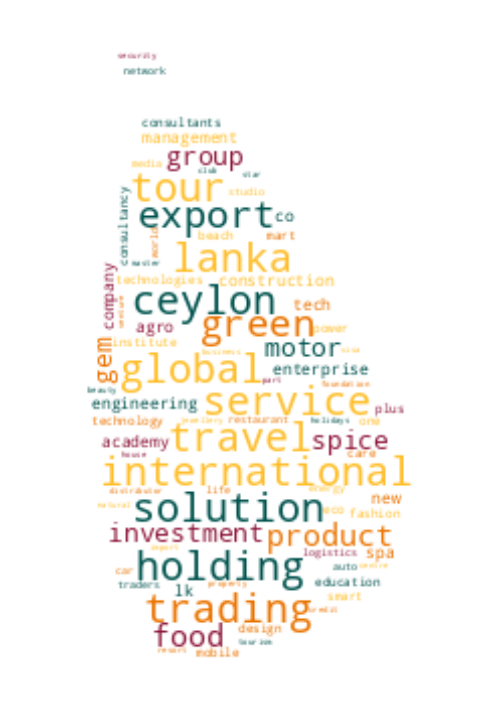 security
network
consultants
management
group
media
club
star
tour
studio
consultancy
export
co
world
beach
mart
lanka
master
technologies
construction
company
ceylon
tech
agro
green
power
gem
institute
motor
business
global
enterprise
part
foundation
beauty
service
engineering
plus
technology
jewellery
restaurant
holidays
one
travel
academy
spice
house
care
international
distributor
life
energy
new
natural
solution
eco
fashion
investment
product
import
logistics
spa
holding
auto
centre
car
education
traders
property
lk
smart
trading
credit
food
design
tourism
resort
mobile